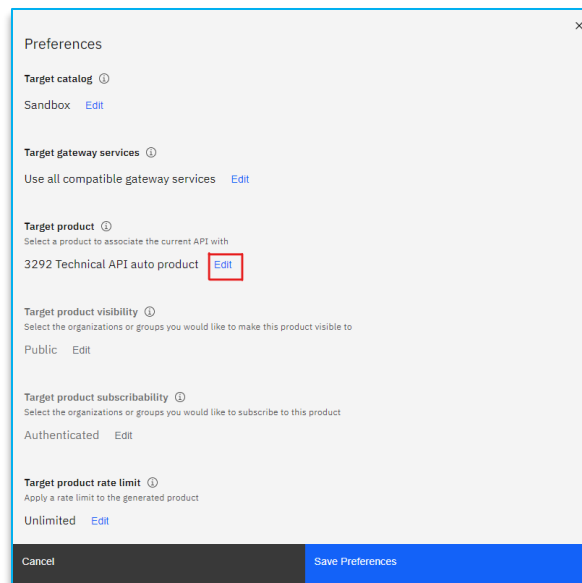 Preferences
Target catalog
Sandbox Edit
Target gateway services
Use all compatible gateway services Edit
Target product
Select a product to associate the current API with
3292 Technical API auto product Edit
Target product visibility
Select the organizations or groups you would like to make this product visible to
Public Edit
Target product subscribability
Select the organizations or groups you would like to subscribe to this product
Authenticated Edit
Target product rate limit
Apply a rate limit to the generated product
Unlimited Edit
Cancel Save Preferences